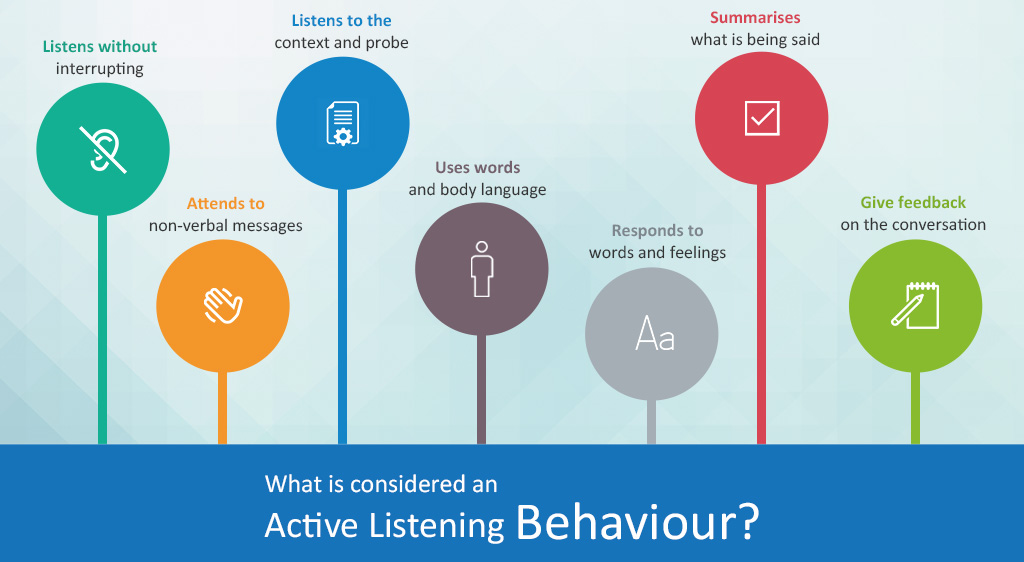 Listens without
interrupting
Attends to
non-verbal messages
Listens to the
context and probe
Uses words
and body language
Responds to
words and feelings
Aa
Summarises
what is being said
Give feedback
on the conversation
What is considered an
Active Listening Behaviour?